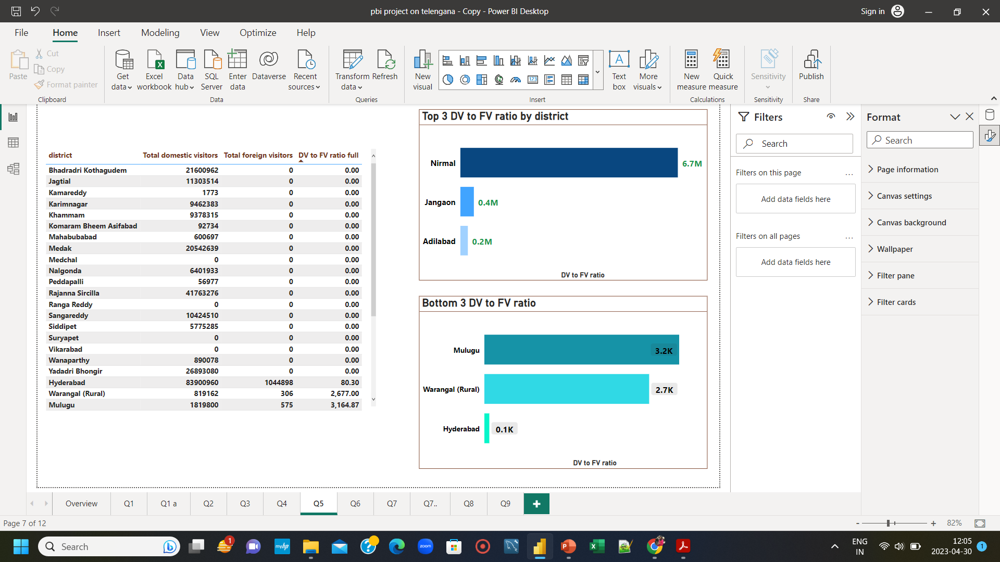 pbi project on telengana - Copy - Power BI Desktop
Sign in
File Home Insert Modeling View Optimize Help
Paste
Cut
Copy
Format painter
Clipboard
Get data
Excel workbook
Data hub
SQL Server
Enter data
Dataverse
Recent sources
Data
Transform data
Refresh
Queries
New visual
123
Insert
A
Text box
More visuals
New measure
Quick measure
Calculations
Sensitivity
Sensitivity
Publish
Share
district Total domestic visitors Total foreign visitors DV to FV ratio full
Bhadradri Kothagudem 21600962 0 0.00
Jagtial 11303514 0 0.00
Kamareddy 1773 0 0.00
Karimnagar 9462383 0 0.00
Khammam 9378315 0 0.00
Komaram Bheem Asifabad 92734 0 0.00
Mahabubabad 600697 0 0.00
Medak 20542639 0 0.00
Medchal 0 0 0.00
Nalgonda 6401933 0 0.00
Peddapalli 56977 0 0.00
Rajanna Sircilla 41763276 0 0.00
Ranga Reddy 0 0 0.00
Sangareddy 10424510 0 0.00
Siddipet 5775285 0 0.00
Suryapet 0 0 0.00
Vikarabad 0 0 0.00
Wanaparthy 890078 0 0.00
Yadadri Bhongir 26893080 0 0.00
Hyderabad 83900960 1044898 80.30
Warangal (Rural) 819162 306 2,677.00
Mulugu 1819800 575 3,164.87
Top 3 DV to FV ratio by district
Nirmal 6.7M
Jangaon 0.4M
Adilabad 0.2M
DV to FV ratio
Bottom 3 DV to FV ratio
Mulugu 3.2K
Warangal (Rural) 2.7K
Hyderabad 0.1K
DV to FV ratio
Filters
Search
Filters on this page ...
Add data fields here
Filters on all pages ...
Add data fields here
Format
Search
Page information
Canvas settings
Canvas background
Wallpaper
Filter pane
Filter cards
Overview Q1 Q1 a Q2 Q3 Q4 Q5 Q6 Q7 Q7.. Q8 Q9 +
Page 7 of 12
- + 82%
Search
1
myhp
zoom
ENG
IN
12:05
2023-04-30
1